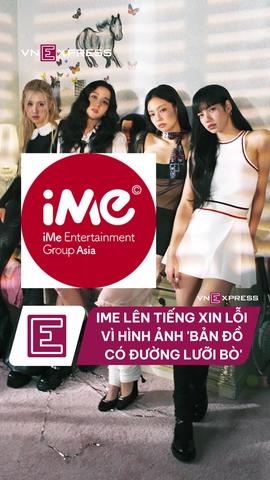 VNEXPRESS
iMe©
iMe Entertainment
Group Asia
VNEXPRESS
E
IME LÊN TIẾNG XIN LỖI
VÌ HÌNH ẢNH 'BẢN ĐỒ
CÓ ĐƯỜNG LƯỠI BÒ'